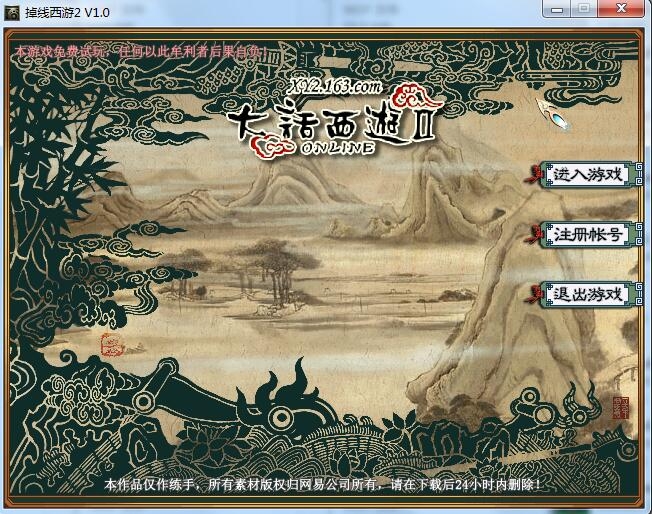 掉线西游2 V1.0
本游戏免费试玩,任何以此牟利者后果自负!
XY2.163.com
大话西遊II
ONLINE
进入游戏
注册帐号
退出游戏
本作品仅作练手,所有素材版权归网易公司所有,请在下载后24小时内删除!